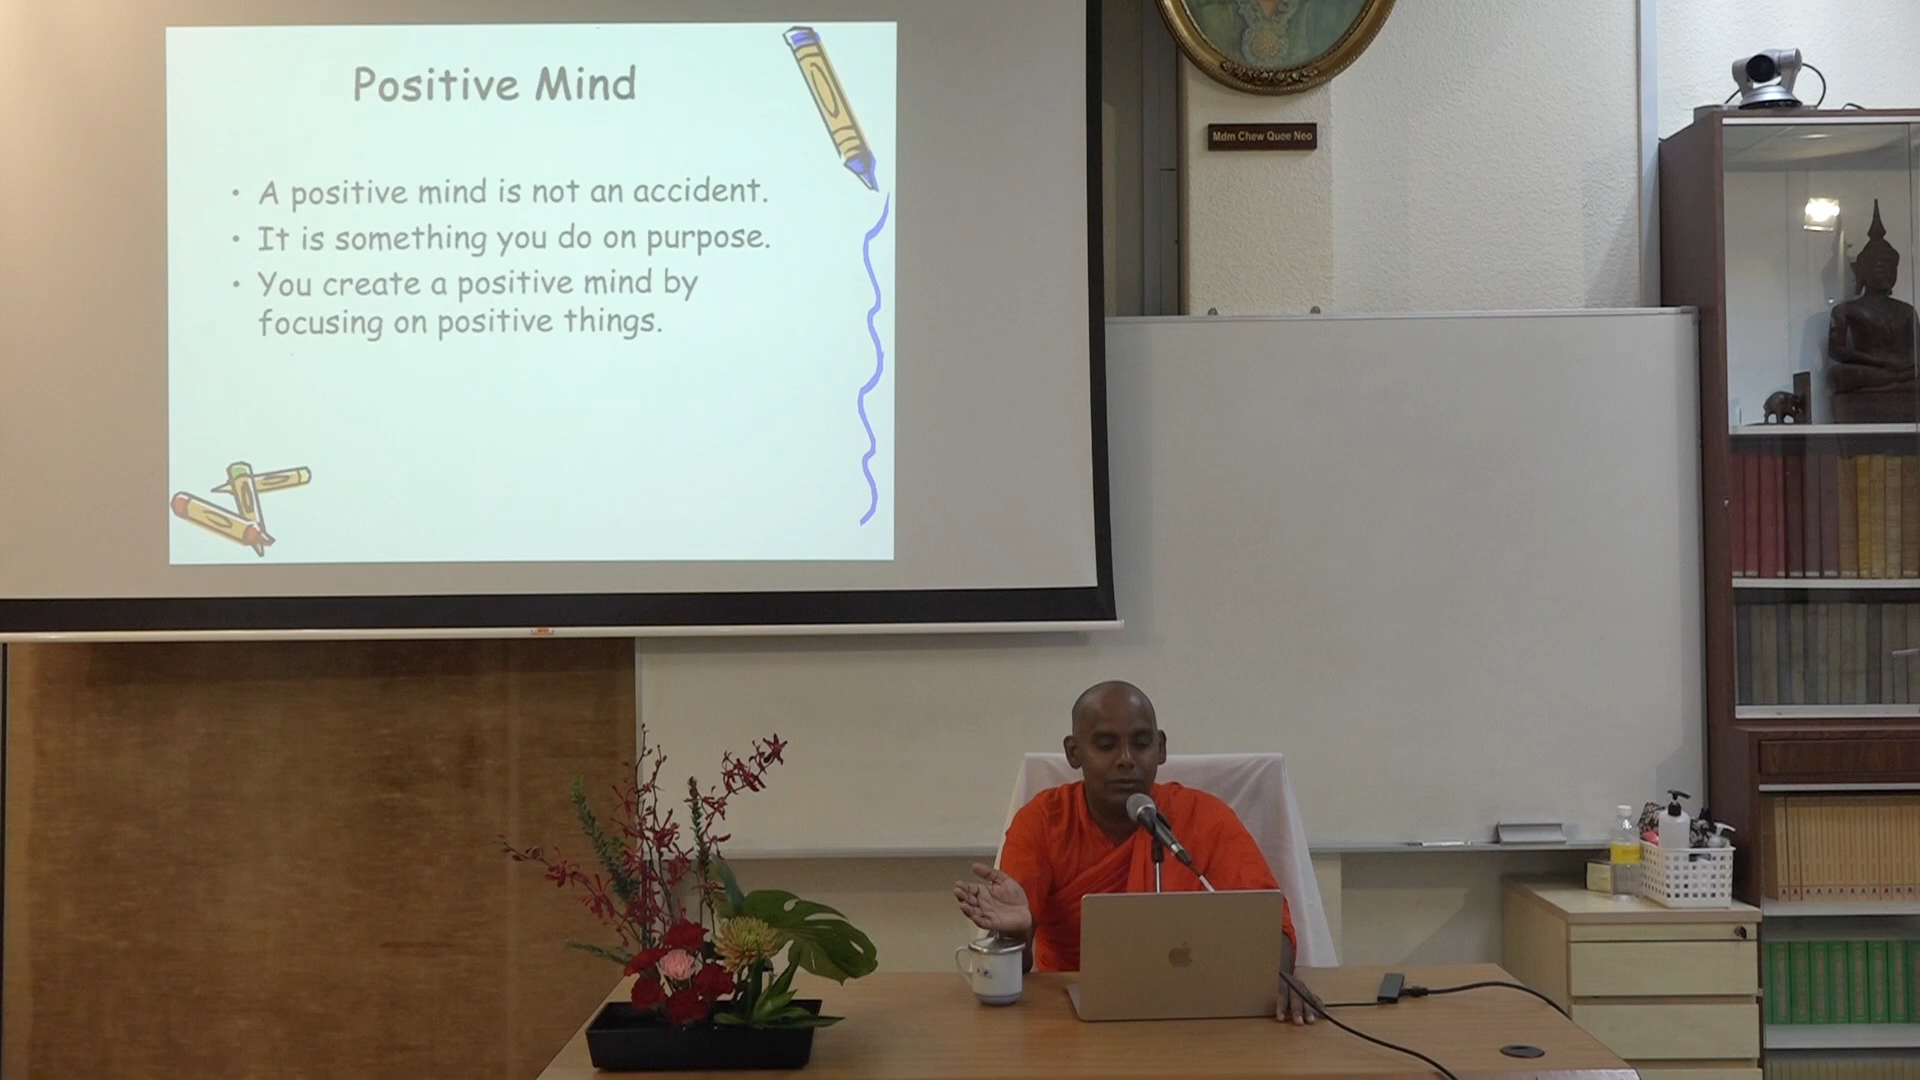 Positive Mind
• A positive mind is not an accident.
• It is something you do on purpose.
• You create a positive mind by
focusing on positive things.
Mdm Chew Quee Neo